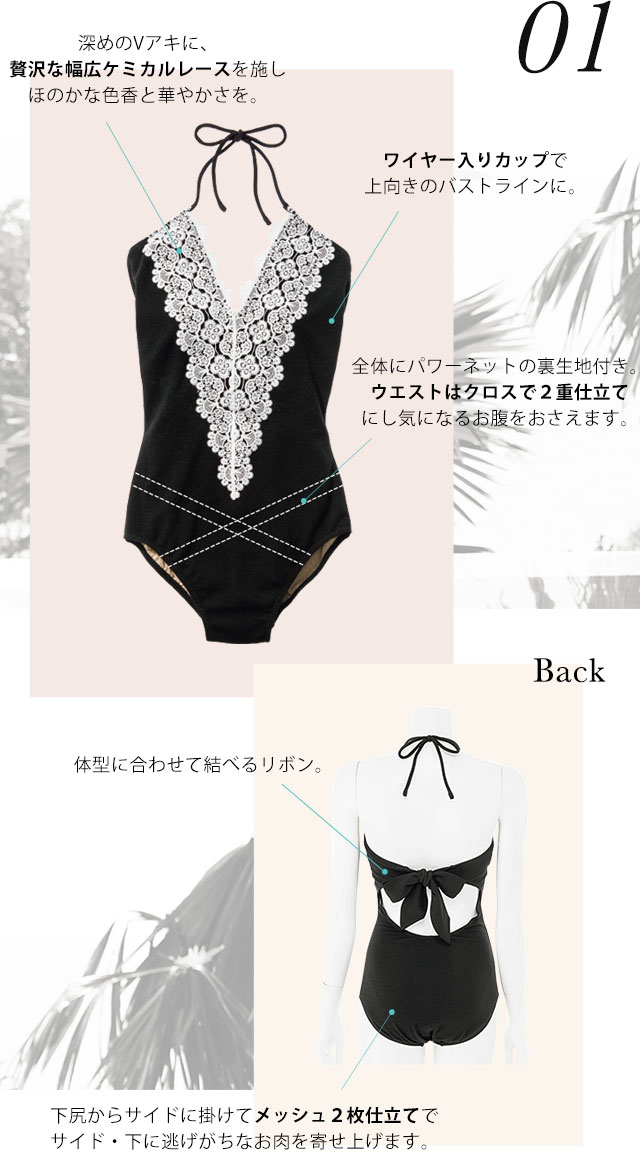 01
深めのVアキに、
贅沢な幅広ケミカルレースを施し
ほのかな色香と華やかさを。
ワイヤー入りカップで
上向きのバストラインに。
全体にパワーネットの裏生地付き。
ウエストはクロスで２重仕立て
にし気になるお腹をおさえます。
Back
体型に合わせて結べるリボン。
下尻からサイドに掛けてメッシュ２枚仕立てで
サイド・下に逃げがちなお肉を寄せ上げます。